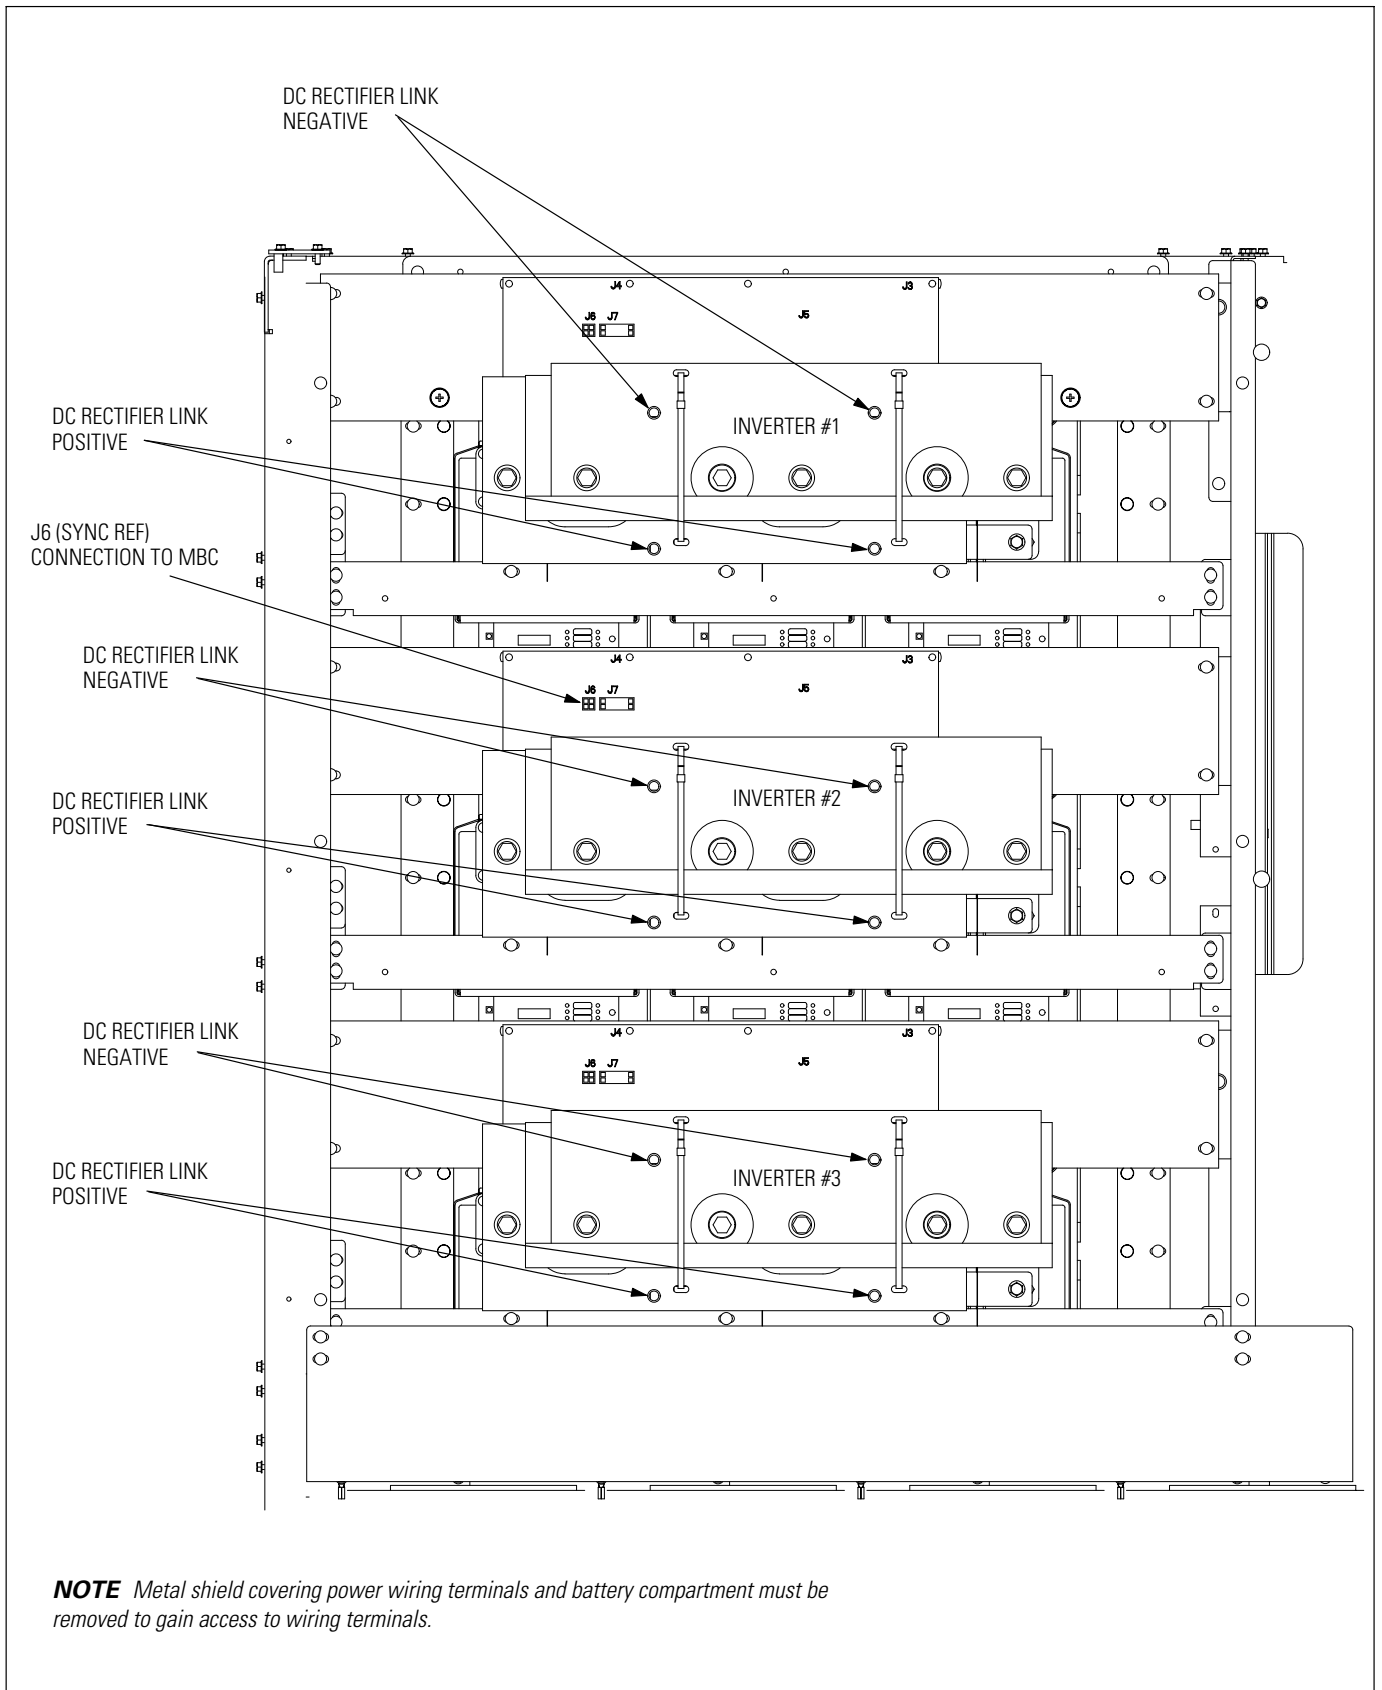 DC RECTIFIER LINK
NEGATIVE
J4
J3
J6 J7
J5
DC RECTIFIER LINK
POSITIVE
INVERTER #1
J6 (SYNC REF)
CONNECTION TO MBC
DC RECTIFIER LINK
NEGATIVE
J4
J3
J6 J7
J5
DC RECTIFIER LINK
POSITIVE
INVERTER #2
DC RECTIFIER LINK
NEGATIVE
J4
J3
J6 J7
J5
DC RECTIFIER LINK
POSITIVE
INVERTER #3
NOTE Metal shield covering power wiring terminals and battery compartment must be
removed to gain access to wiring terminals.